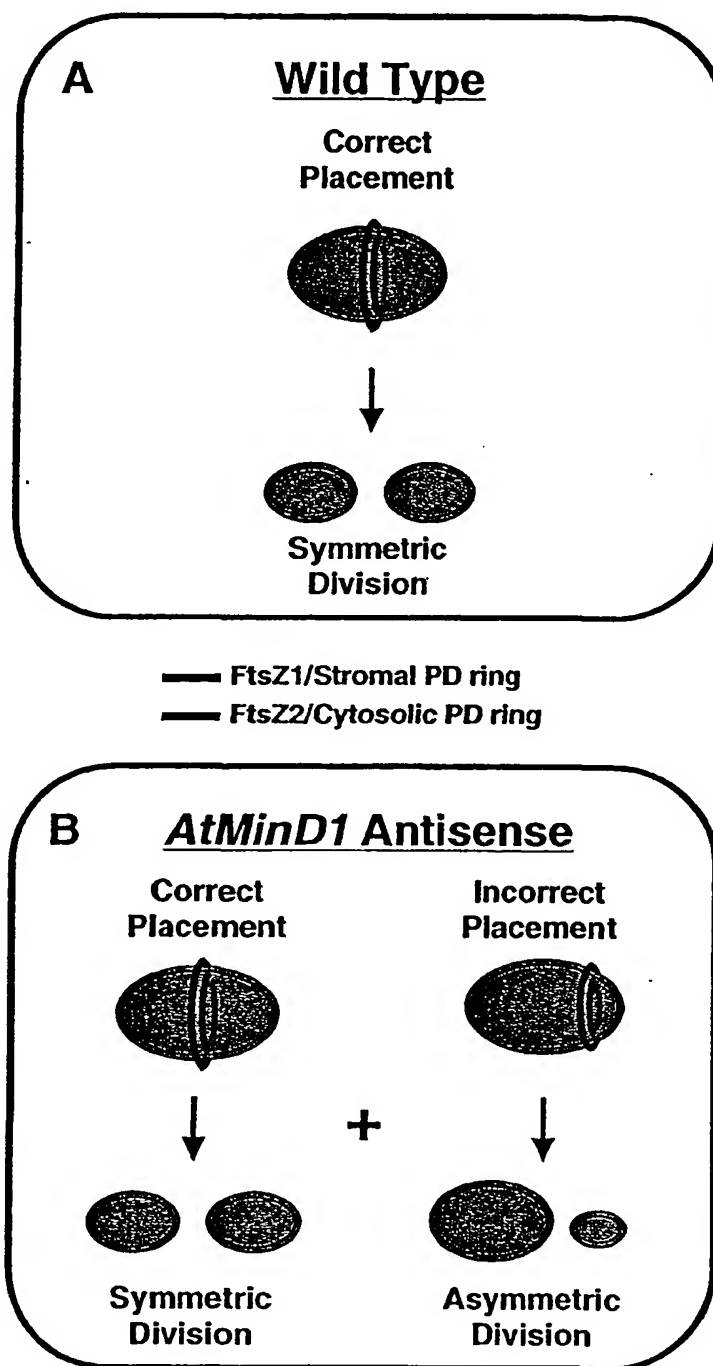 A
Wild Type
Correct
Placement
Symmetric
Division
FtsZ1/Stromal PD ring
FtsZ2/Cytosolic PD ring
B
AtMinD1 Antisense
Correct
Placement
Incorrect
Placement
+
Symmetric
Division
Asymmetric
Division